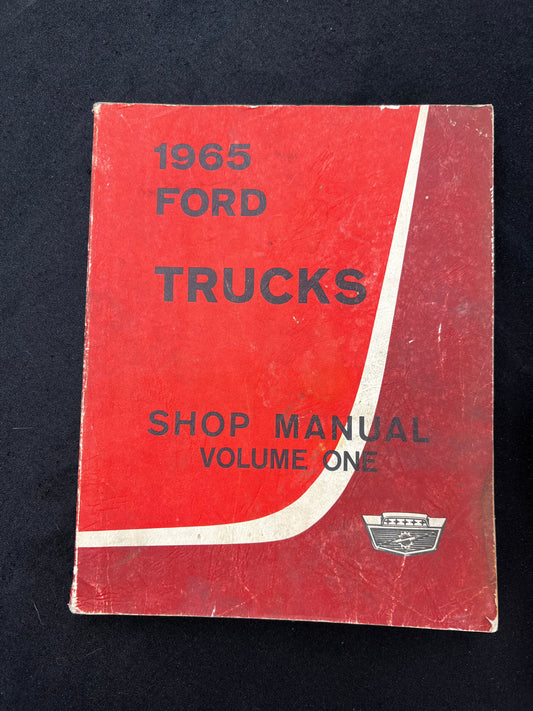 1965
FORD
TRUCKS
SHOP MANUAL
VOLUME ONE